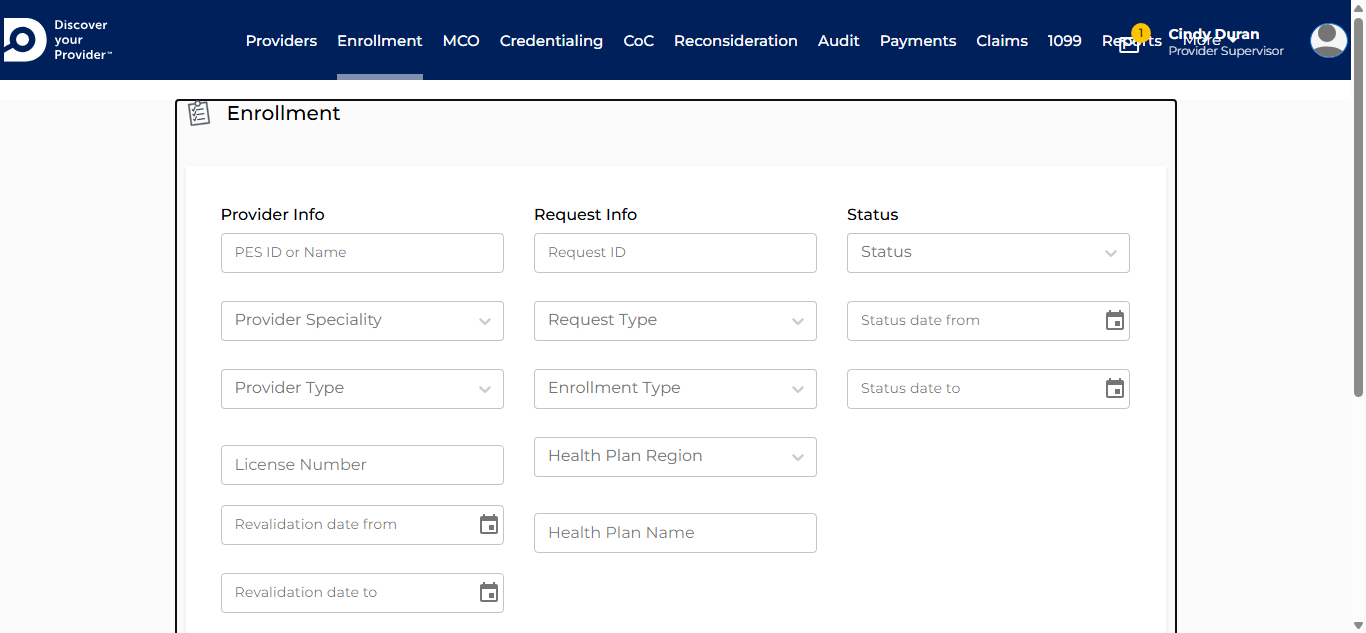 Discover
your
Provider™
Providers Enrollment MCO Credentialing CoC Reconsideration Audit Payments Claims 1099 Reports More
1
Cindy Duran
Provider Supervisor
Enrollment
Provider Info
PES ID or Name
Provider Speciality
Provider Type
License Number
Revalidation date from
Revalidation date to
Request Info
Request ID
Request Type
Enrollment Type
Health Plan Region
Health Plan Name
Status
Status
Status date from
Status date to